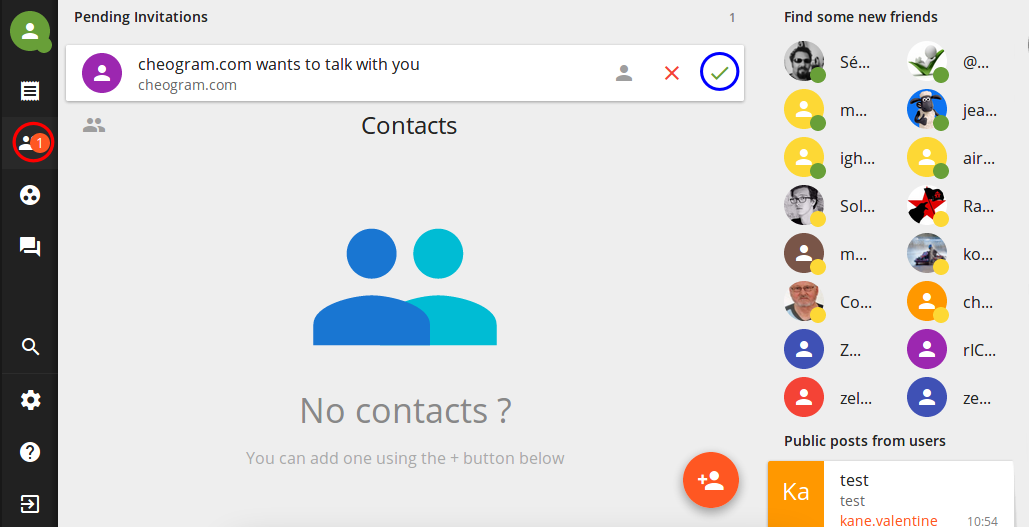 Pending Invitations
1
cheogram.com wants to talk with you
cheogram.com
1
Contacts
No contacts ?
You can add one using the + button below
Find some new friends
Sé...
@...
m...
jea...
igh...
air...
Sol...
Ra...
m...
ko...
Co...
ch...
Z...
rIC...
zel...
ze...
Public posts from users
Ka
test
test
kane.valentine
10:54